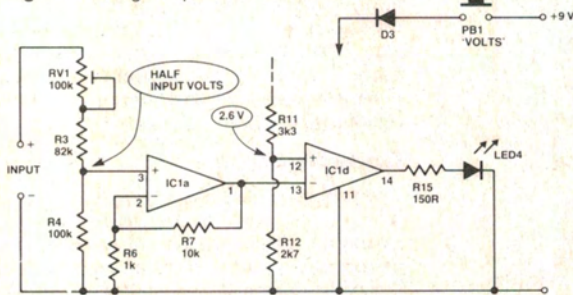 D3
PB1
'VOLTS'
+9 V
RV1
100k
HALF
INPUT VOLTS
R3
82k
2.6 V
R11
3k3
+
INPUT
−
3
+
IC1a
1
2
−
12
+
IC1d
14
13
−
11
LED4
R15
150R
R4
100k
R7
10k
R6
1k
R12
2k7